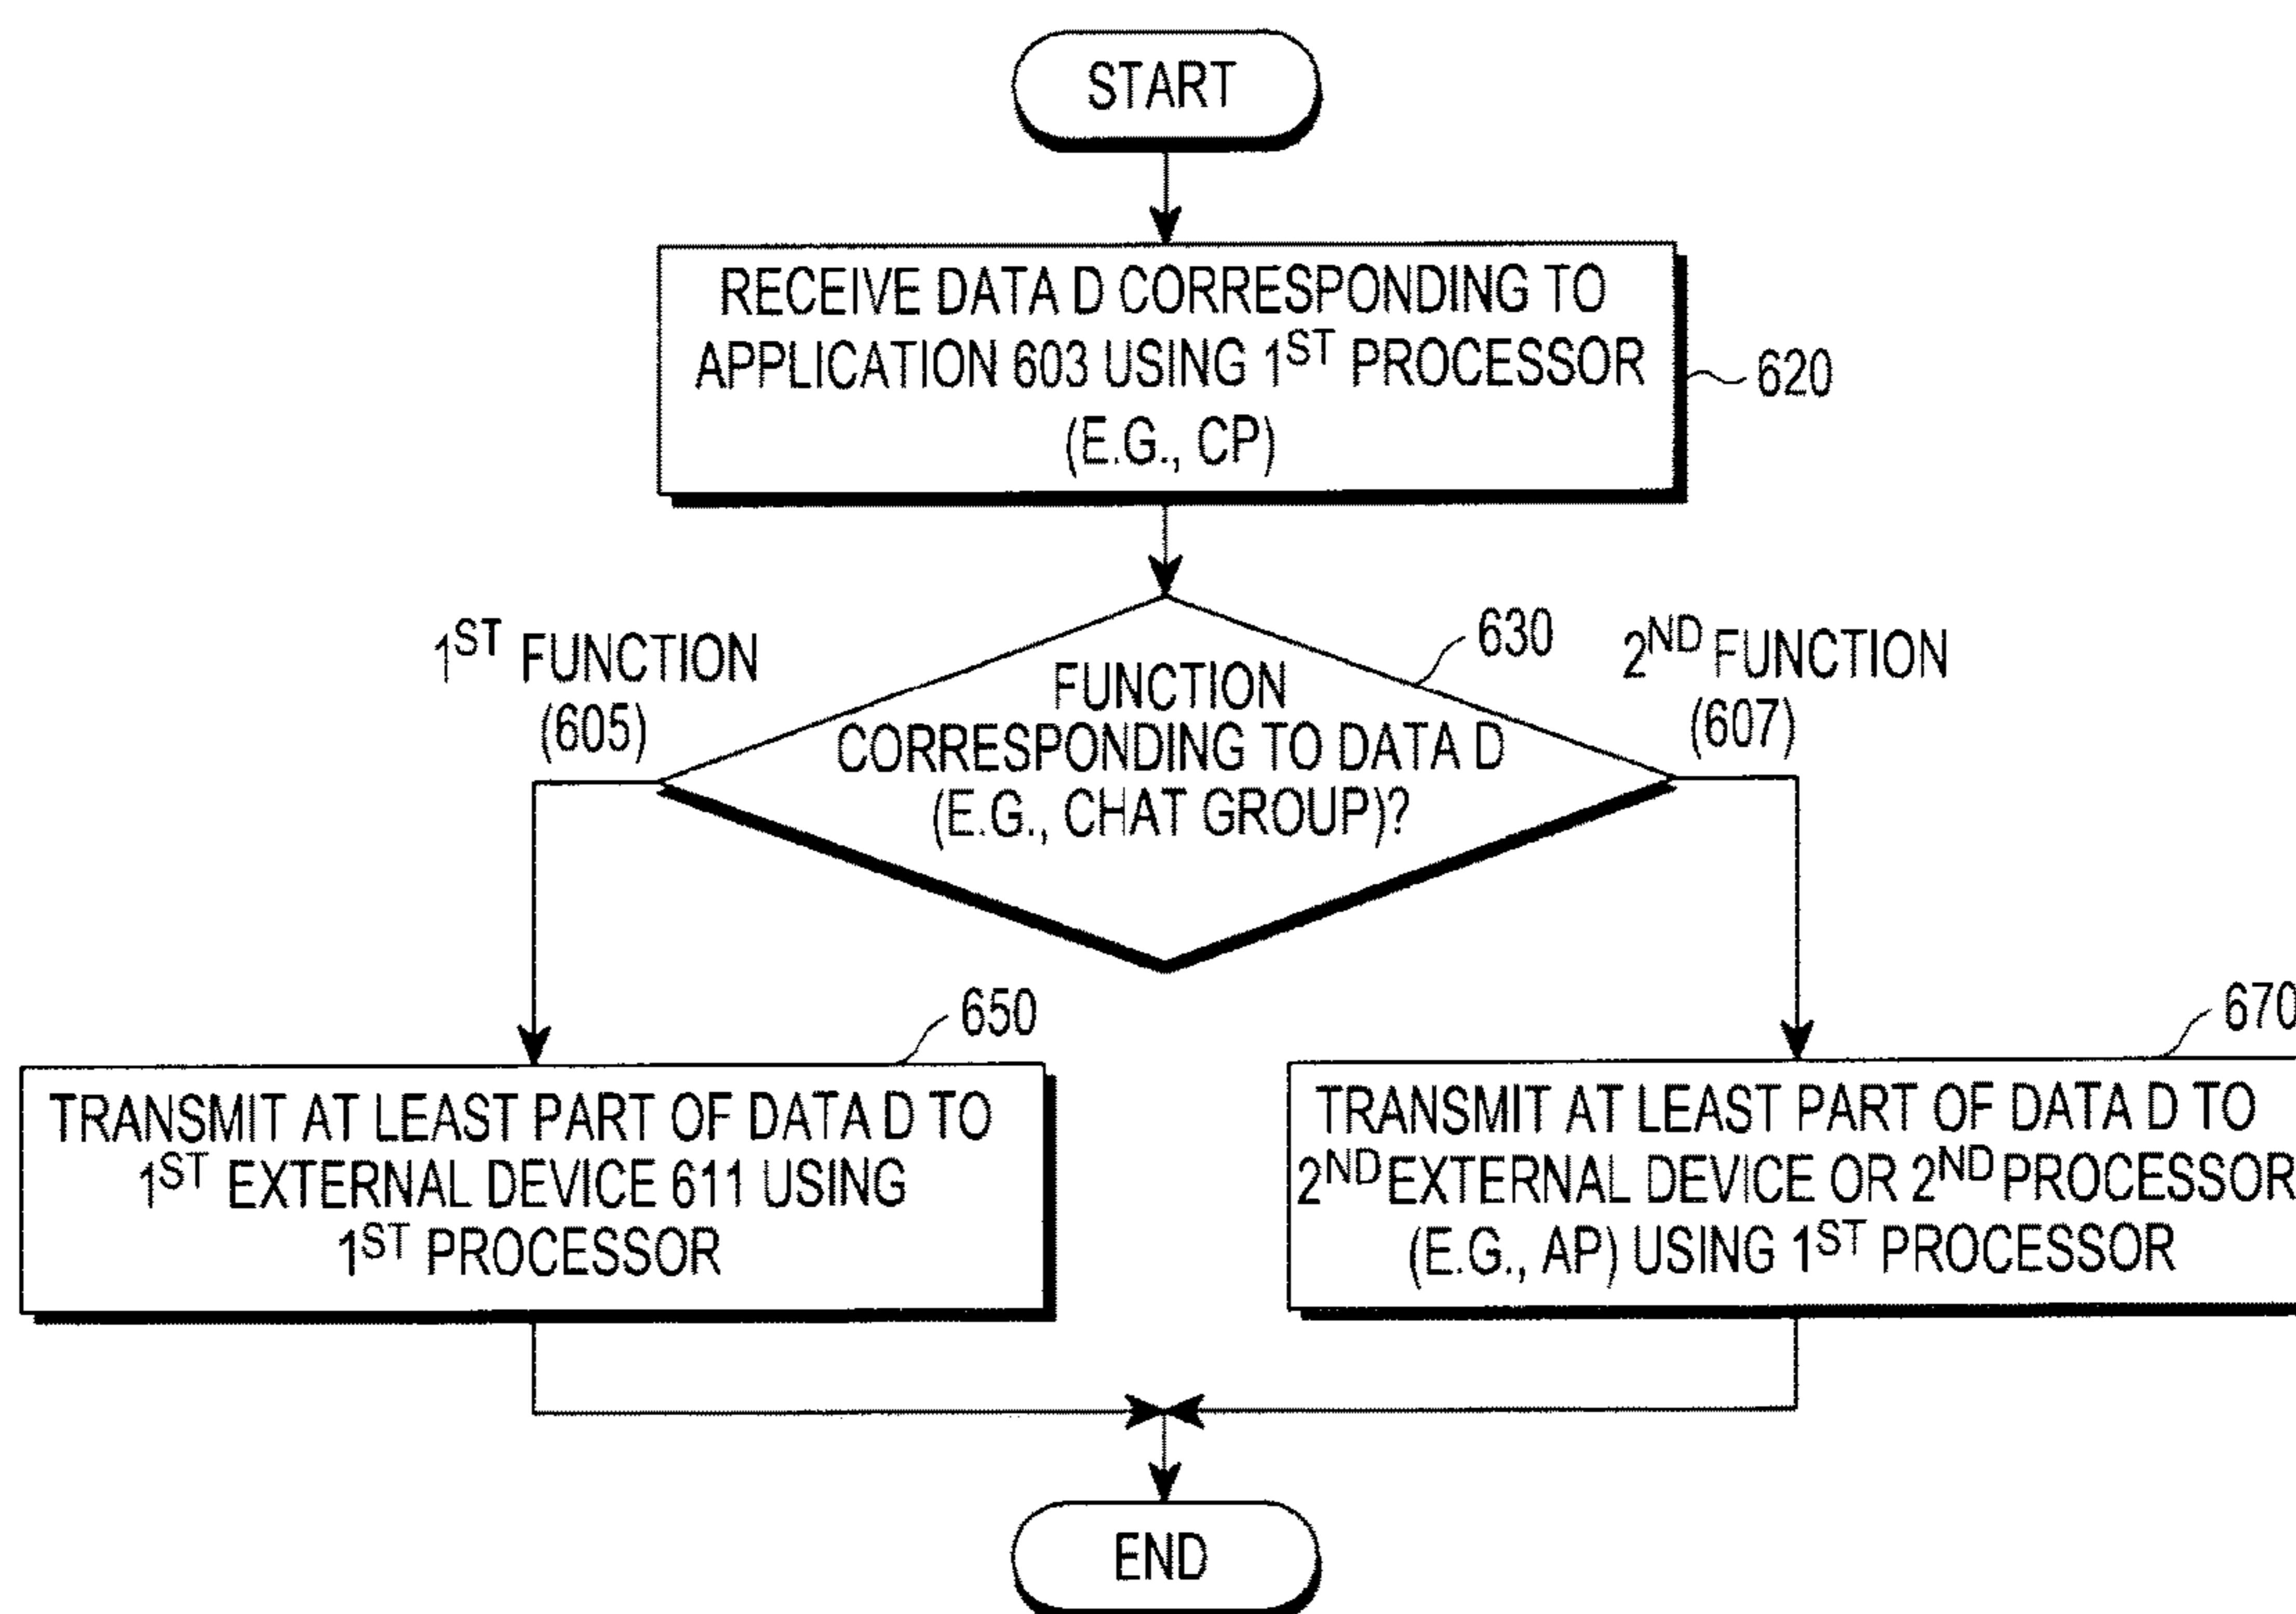 START
RECEIVE DATA D CORRESPONDING TO
APPLICATION 603 USING 1ST PROCESSOR
(E.G., CP)
620
630
1ST FUNCTION
(605)
FUNCTION
CORRESPONDING TO DATA D
(E.G., CHAT GROUP)?
2ND FUNCTION
(607)
650
TRANSMIT AT LEAST PART OF DATA D TO
1ST EXTERNAL DEVICE 611 USING
1ST PROCESSOR
670
TRANSMIT AT LEAST PART OF DATA D TO
2ND EXTERNAL DEVICE OR 2ND PROCESSOR
(E.G., AP) USING 1ST PROCESSOR
END